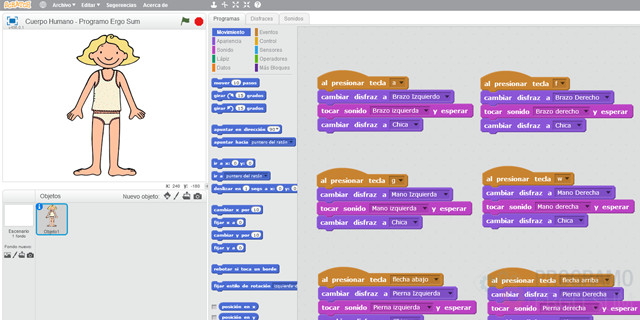 SCRATCH
Archivo
Editar
Sugerencias
Acerca de
Cuerpo Humano - Programo Ergo Sum
Programas
Disfraces
Sonidos
Movimiento
Apariencia
Sonido
Lápiz
Datos
Eventos
Control
Sensores
Operadores
Más Bloques
mover 10 pasos
girar 15 grados
girar 15 grados
apuntar en dirección 90
apuntar hacia puntero del ratón
ir a x: 0 y: 0
ir a puntero del ratón
deslizar en 1 segs a x: 0 y: 0
cambiar x por 10
fijar x a 0
cambiar y por 10
fijar y a 0
rebotar si toca un borde
fijar estilo de rotación izquierda-d
posición en x
posición en y
X: 240 Y: -180
Objetos
Nuevo objeto:
Escenario
1 fondo
Objeto1
Fondo nuevo:
al presionar tecla a
cambiar disfraz a Brazo Izquierdo
tocar sonido Brazo izquierda y esperar
cambiar disfraz a Chica
al presionar tecla f
cambiar disfraz a Brazo Derecho
tocar sonido Brazo derecho y esperar
cambiar disfraz a Chica
al presionar tecla g
cambiar disfraz a Mano Izquierda
tocar sonido Mano izquierda y esperar
cambiar disfraz a Chica
al presionar tecla w
cambiar disfraz a Mano Derecha
tocar sonido Mano derecha y esperar
cambiar disfraz a Chica
al presionar tecla flecha abajo
cambiar disfraz a Pierna Izquierda
tocar sonido Pierna izquierda y esperar
al presionar tecla flecha arriba
cambiar disfraz a Pierna Derecha
tocar sonido Pierna derecha y esperar